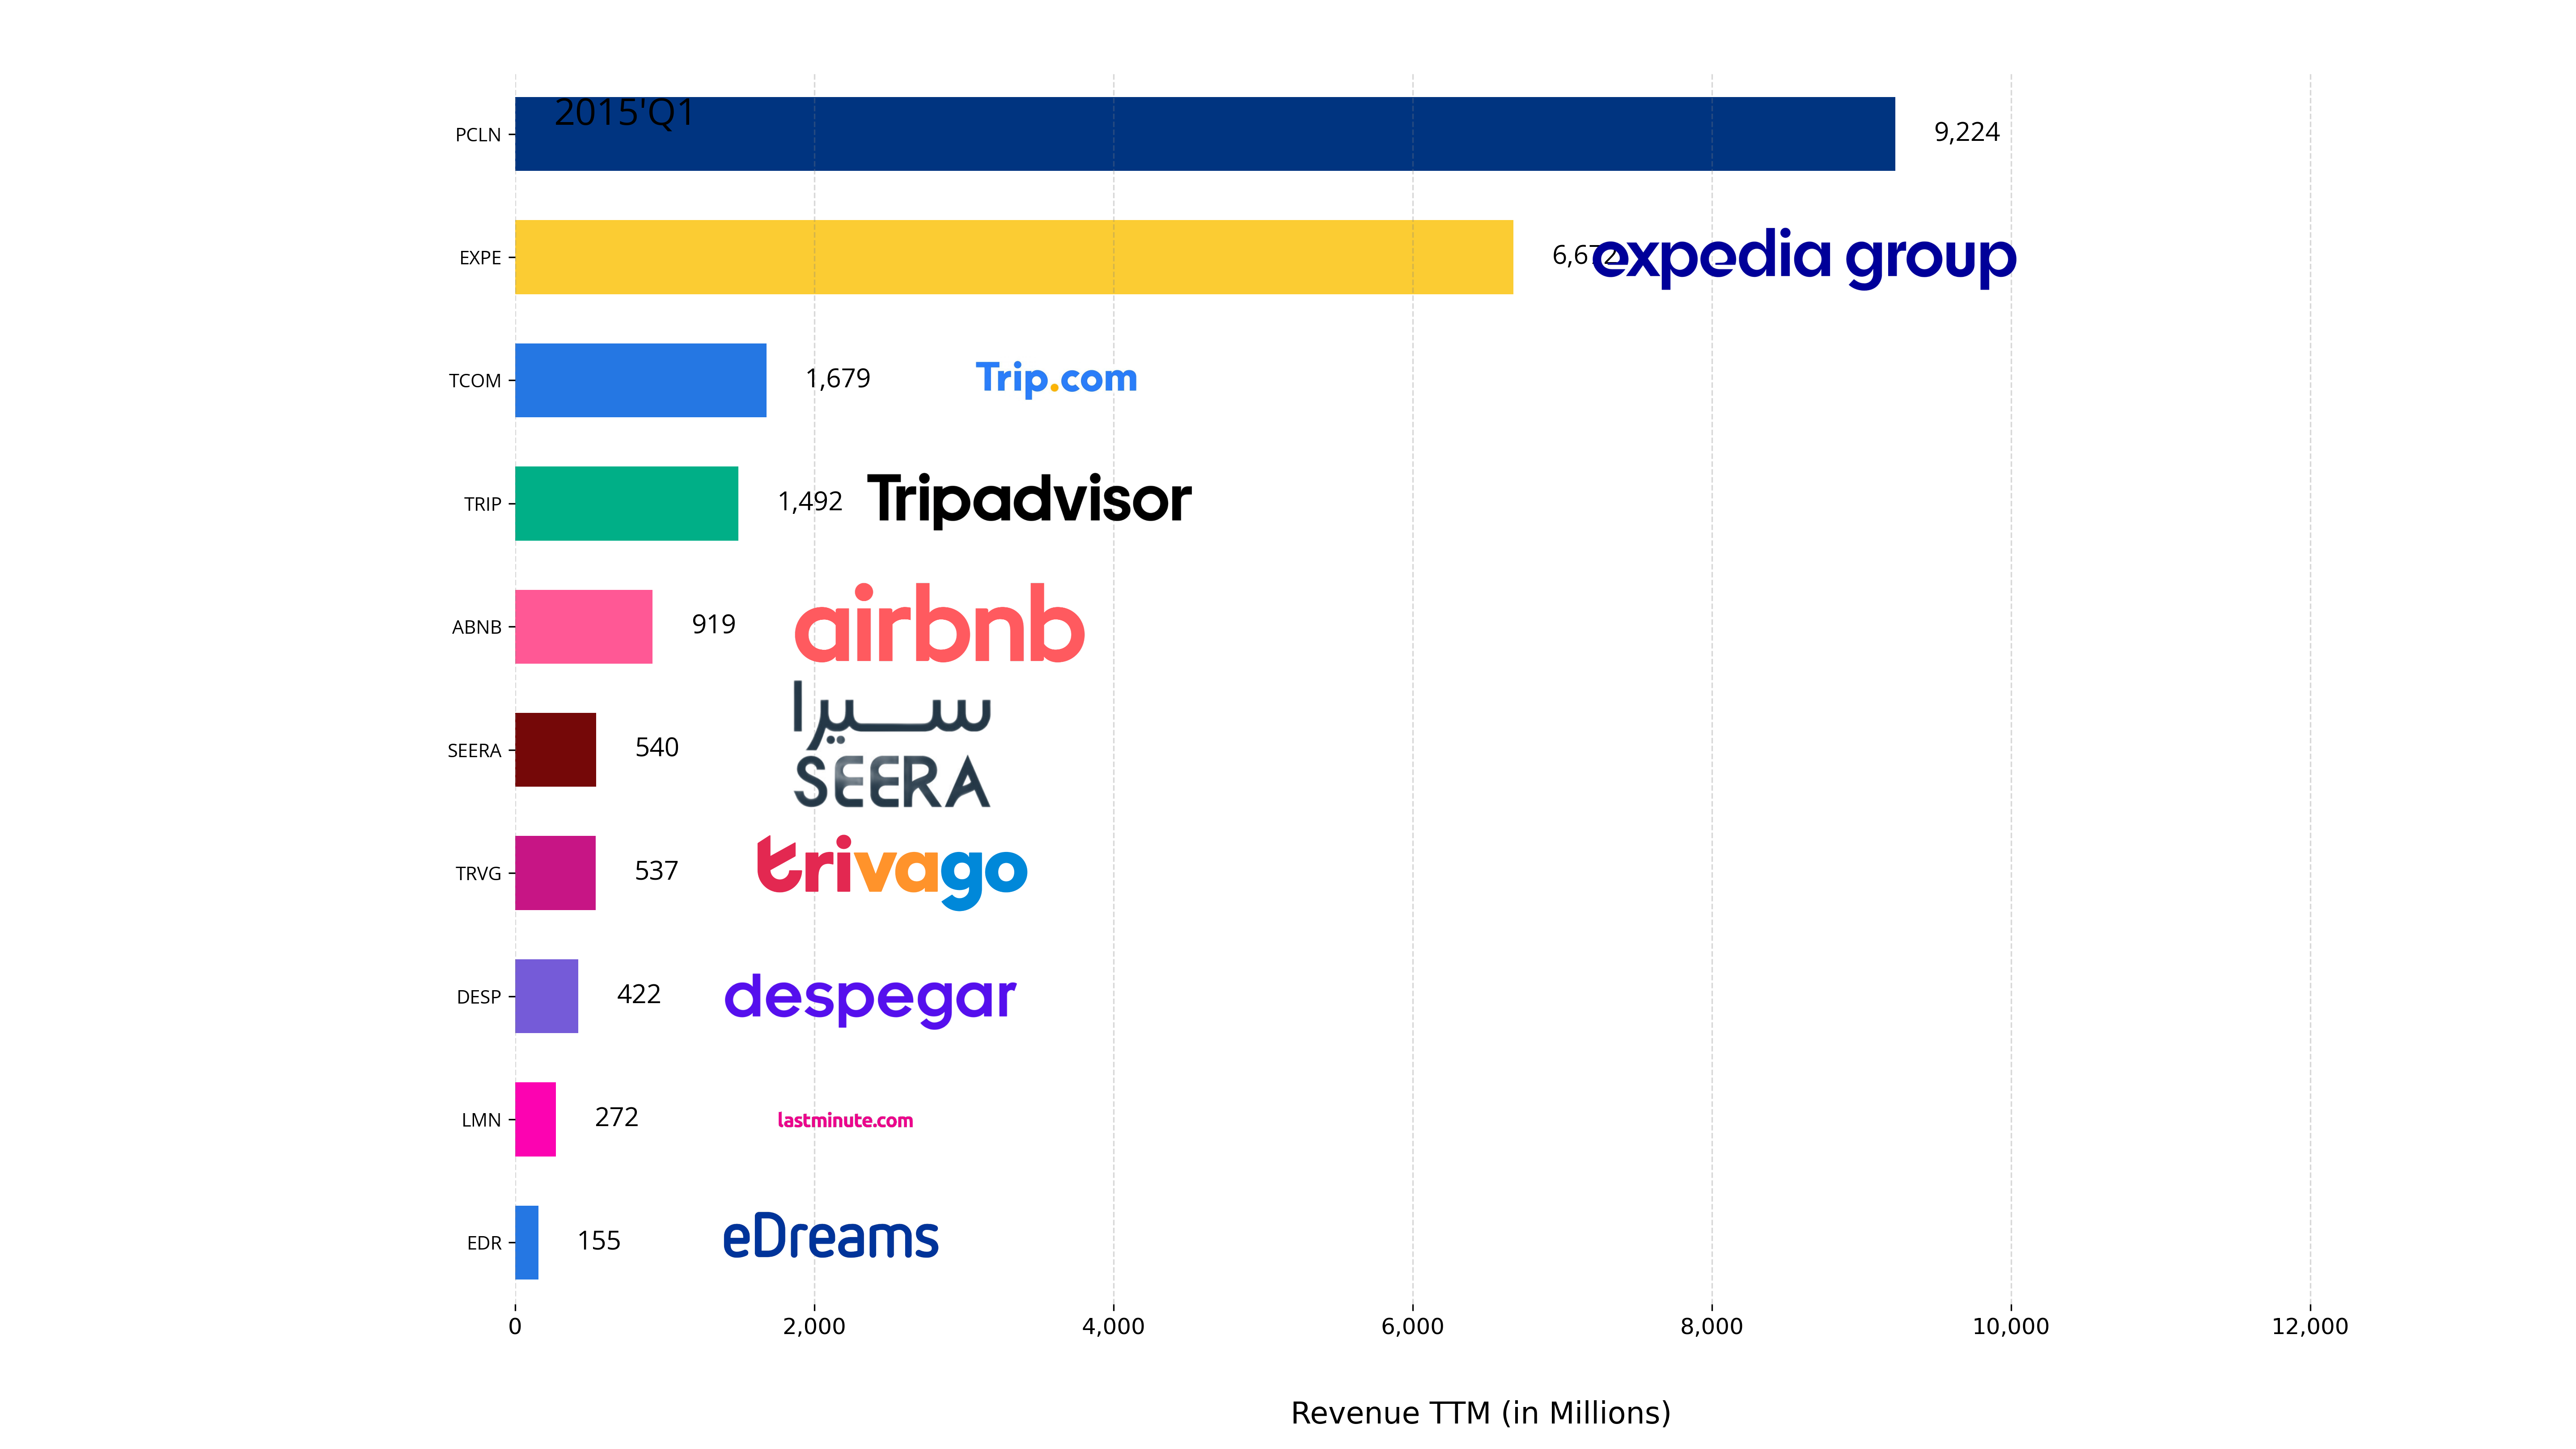 2015'Q1
PCLN 9,224
EXPE 6,672 expedia group
TCOM 1,679 Trip.com
TRIP 1,492 Tripadvisor
ABNB 919 airbnb
سيرا
SEERA 540 SEERA
TRVG 537 trivago
DESP 422 despegar
LMN 272 lastminute.com
EDR 155 eDreams
0 2,000 4,000 6,000 8,000 10,000 12,000
Revenue TTM (in Millions)